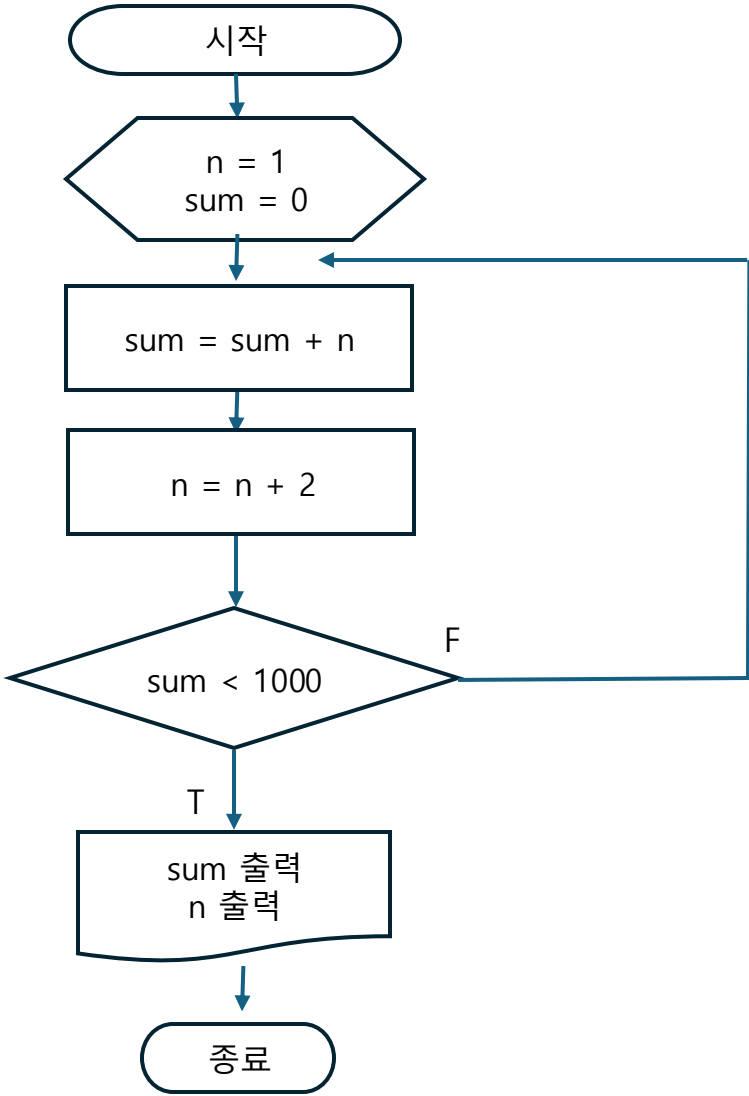 시작
n = 1
sum = 0
sum = sum + n
n = n + 2
F
sum < 1000
T
sum 출력
n 출력
종료